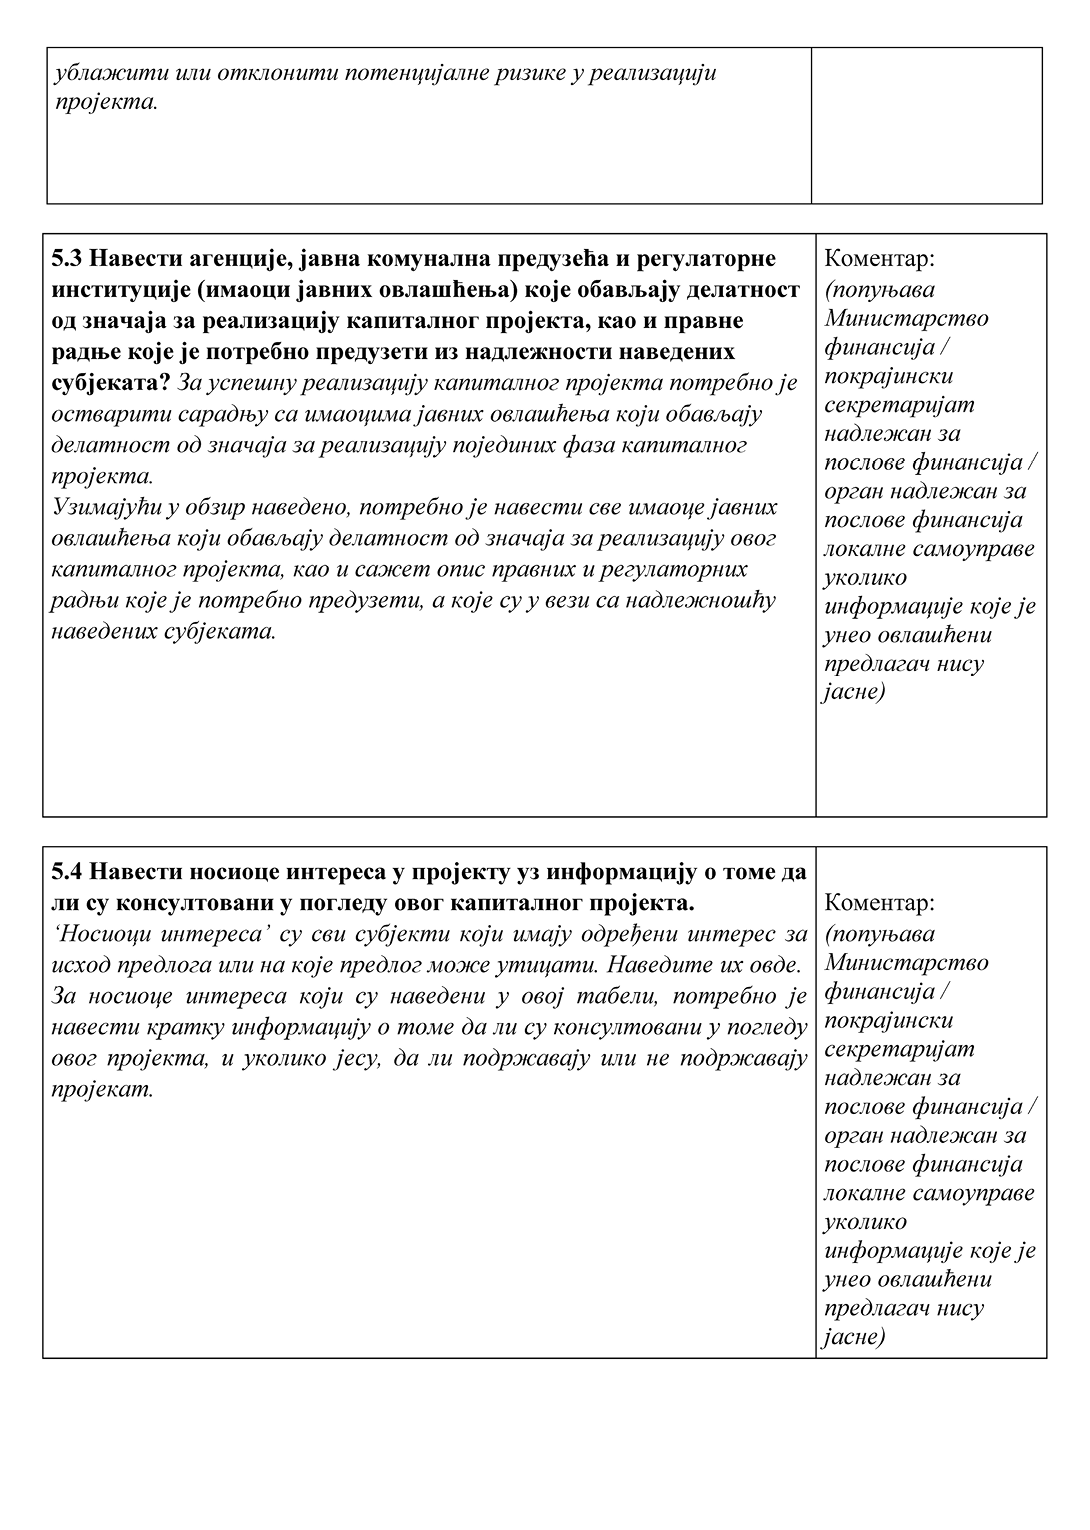 ублажити или отклонити потенцијалне ризике у реализацији
пројекта.
5.3 Навести агенције, јавна комунална предузећа и регулаторне
институције (имаоци јавних овлашћења) које обављају делатност
од значаја за реализацију капиталног пројекта, као и правне
радње које је потребно предузети из надлежности наведених
субјеката? За успешну реализацију капиталног пројекта потребно је
остварити сарадњу са имаоцима јавних овлашћења који обављају
делатност од значаја за реализацију појединих фаза капиталног
пројекта.
Узимајући у обзир наведено, потребно је навести све имаоце јавних
овлашћења који обављају делатност од значаја за реализацију овог
капиталног пројекта, као и сажет опис правних и регулаторних
радњи које је потребно предузети, а које су у вези са надлежношћу
наведених субјеката.
Коментар:
(попуњава
Министарство
финансија /
покрајински
секретаријат
надлежан за
послове финансија /
орган надлежан за
послове финансија
локалне самоуправе
уколико
информације које је
унео овлашћени
предлагач нису
јасне)
5.4 Навести носиоце интереса у пројекту уз информацију о томе да
ли су консултовани у погледу овог капиталног пројекта.
‘Носиоци интереса’ су сви субјекти који имају одређени интерес за
исход предлога или на које предлог може утицати. Наведите их овде.
За носиоце интереса који су наведени у овој табели, потребно је
навести кратку информацију о томе да ли су консултовани у погледу
овог пројекта, и уколико јесу, да ли подржавају или не подржавају
пројекат.
Коментар:
(попуњава
Министарство
финансија /
покрајински
секретаријат
надлежан за
послове финансија /
орган надлежан за
послове финансија
локалне самоуправе
уколико
информације које је
унео овлашћени
предлагач нису
јасне)